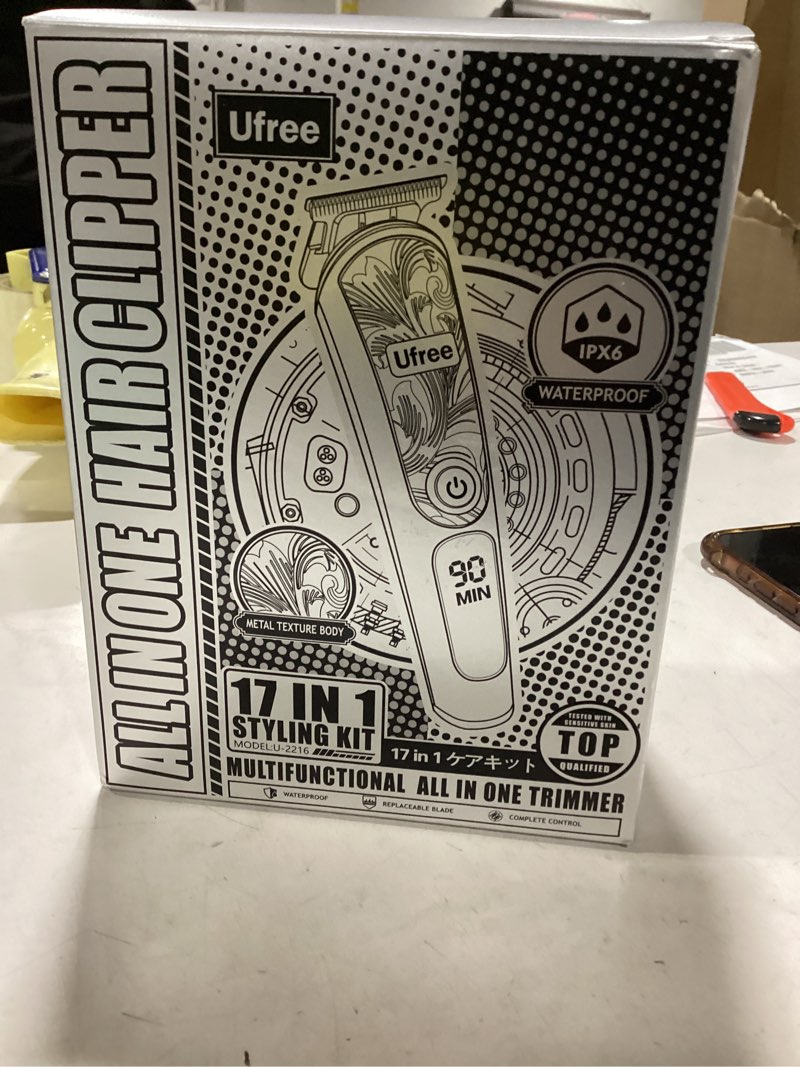 ALL IN ONE HAIR CLIPPER
Ufree
Ufree
IPX6
WATERPROOF
90
MIN
METAL TEXTURE BODY
17 IN 1
STYLING KIT
MODEL:U-2216
17 in 1 ケアキット
TESTED WITH
SENSITIVE SKIN
TOP
QUALIFIED
MULTIFUNCTIONAL ALL IN ONE TRIMMER
WATERPROOF
REPLACEABLE BLADE
COMPLETE CONTROL